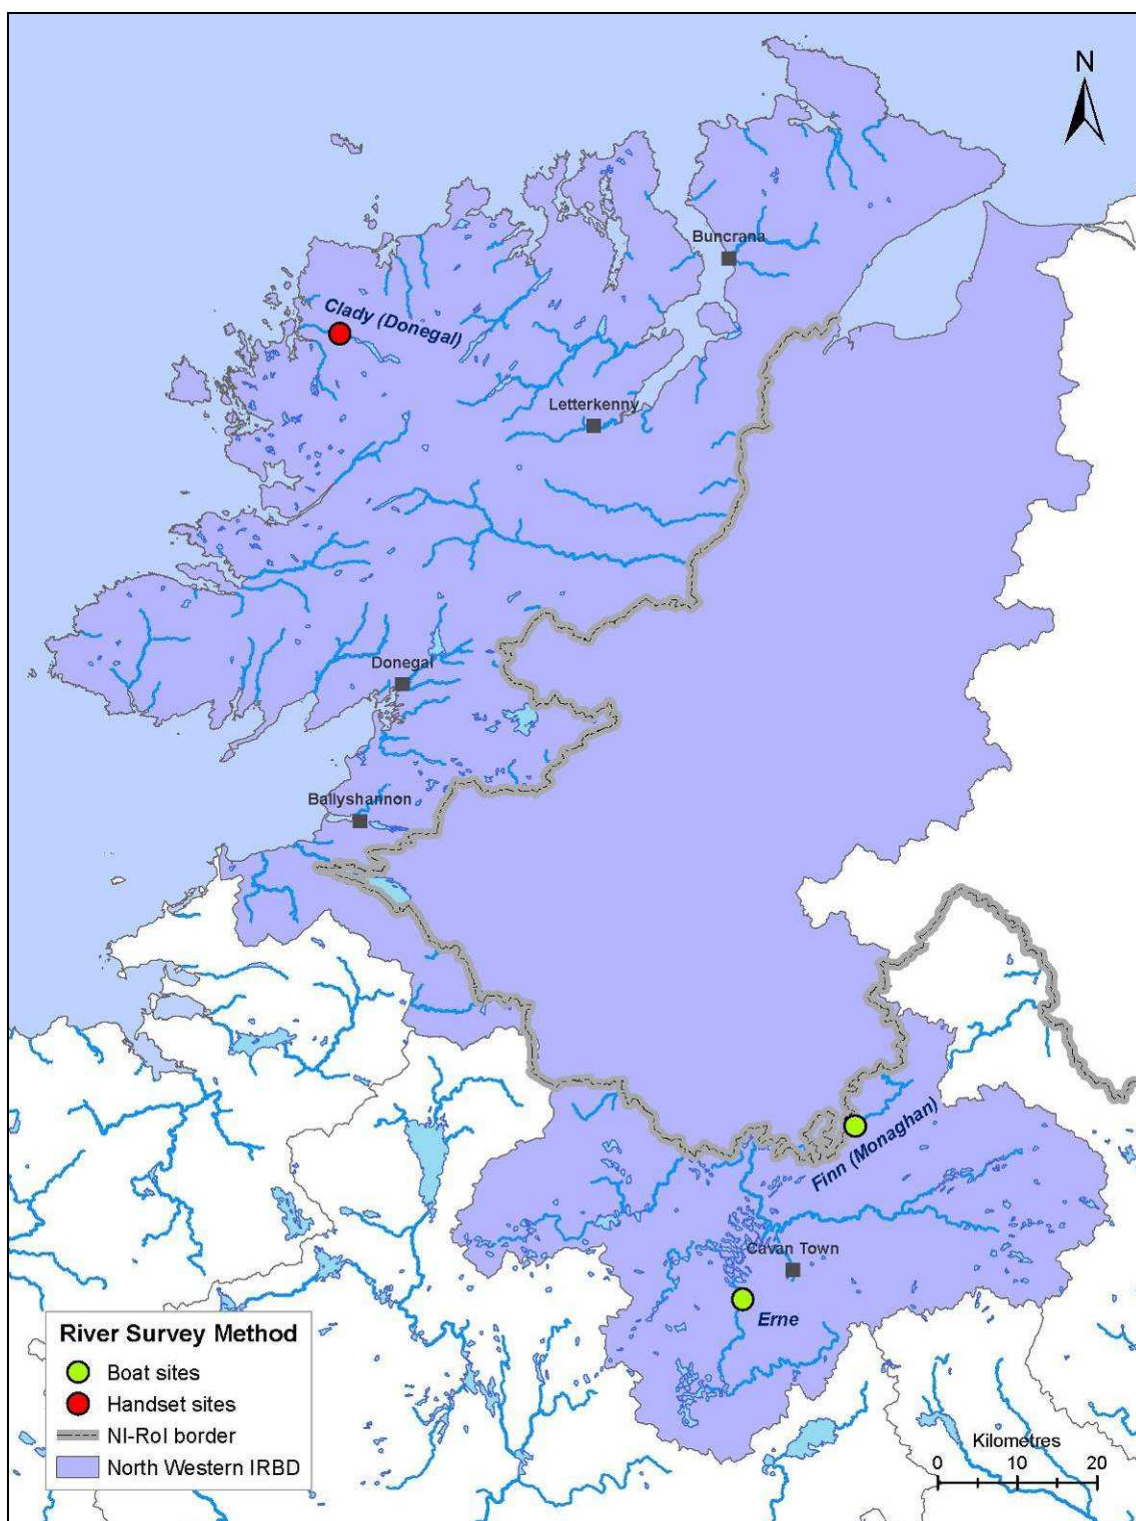 N
Buncrana
Clady (Donegal)
Letterkenny
Donegal
Ballyshannon
Finn (Monaghan)
Cavan Town
Erne
River Survey Method
Boat sites
Handset sites
NI-RoI border
North Western IRBD
Kilometres
0 10 20